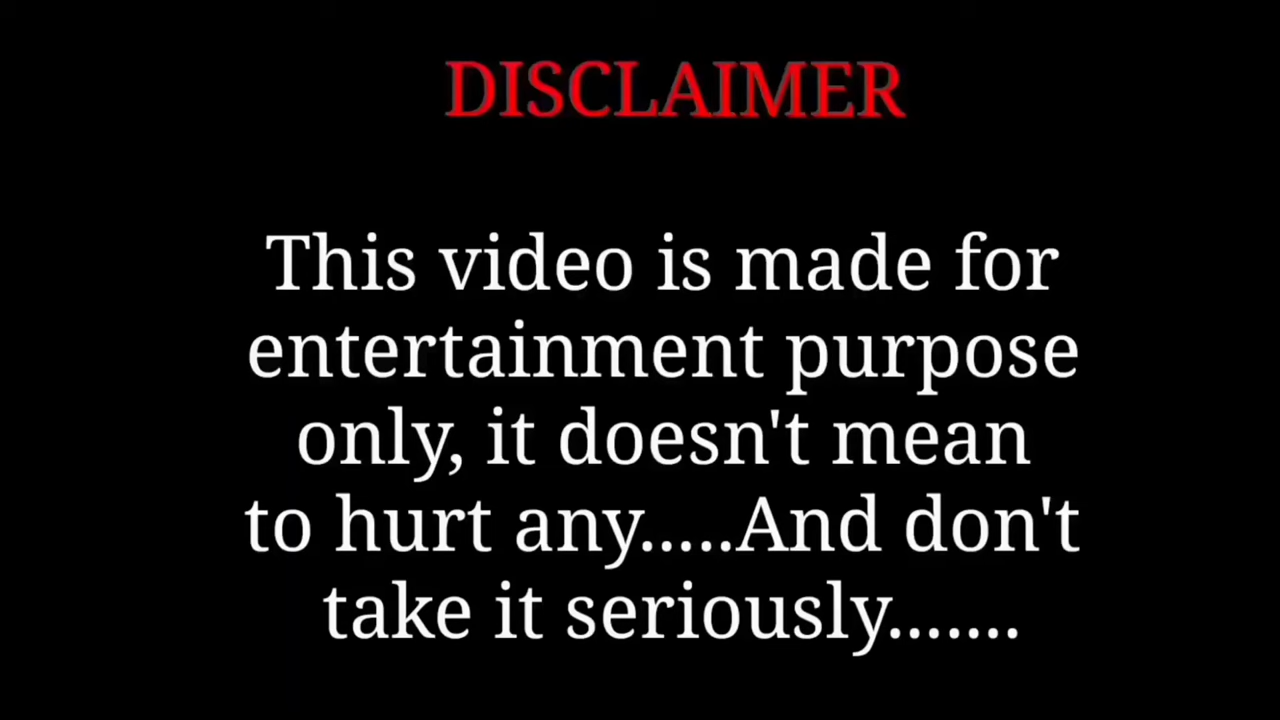 DISCLAIMER
This video is made for
entertainment purpose
only, it doesn't mean
to hurt any.....And don't
take it seriously.......